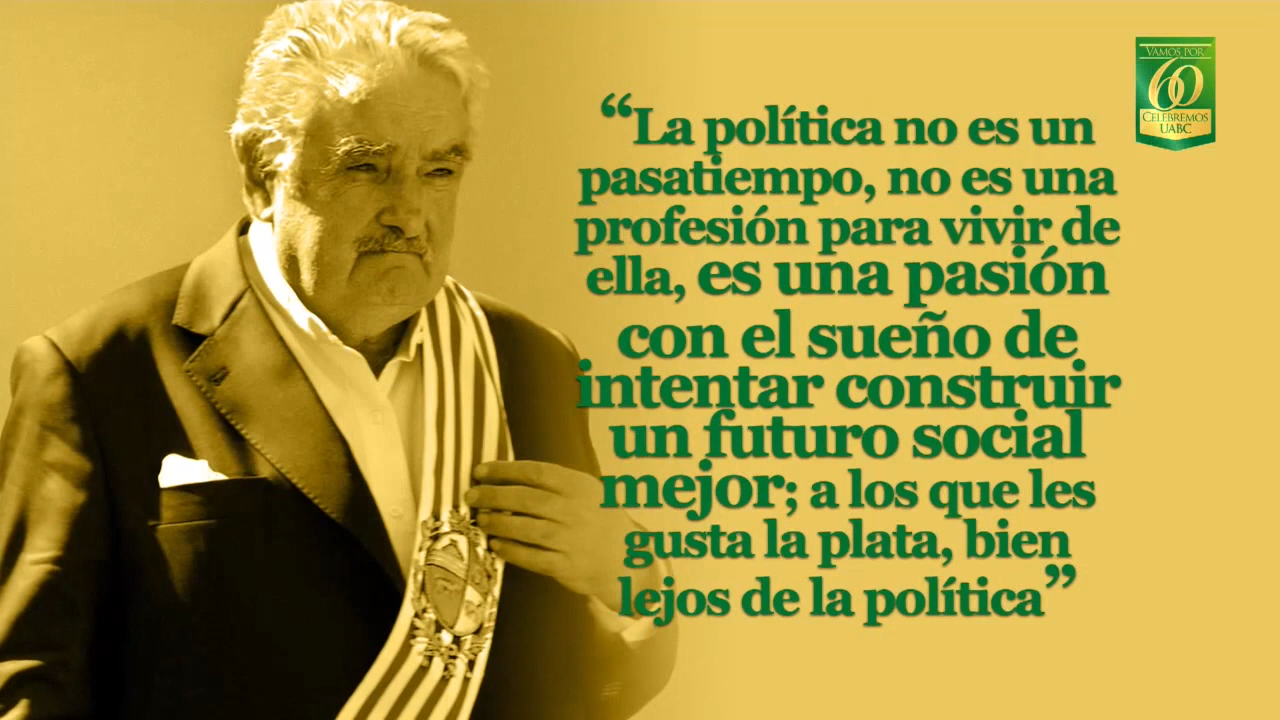 “La política no es un
pasatiempo, no es una
profesión para vivir de
ella, es una pasión
con el sueño de
intentar construir
un futuro social
mejor; a los que les
gusta la plata, bien
lejos de la política”
VAMOS POR
60
CELEBREMOS
UABC